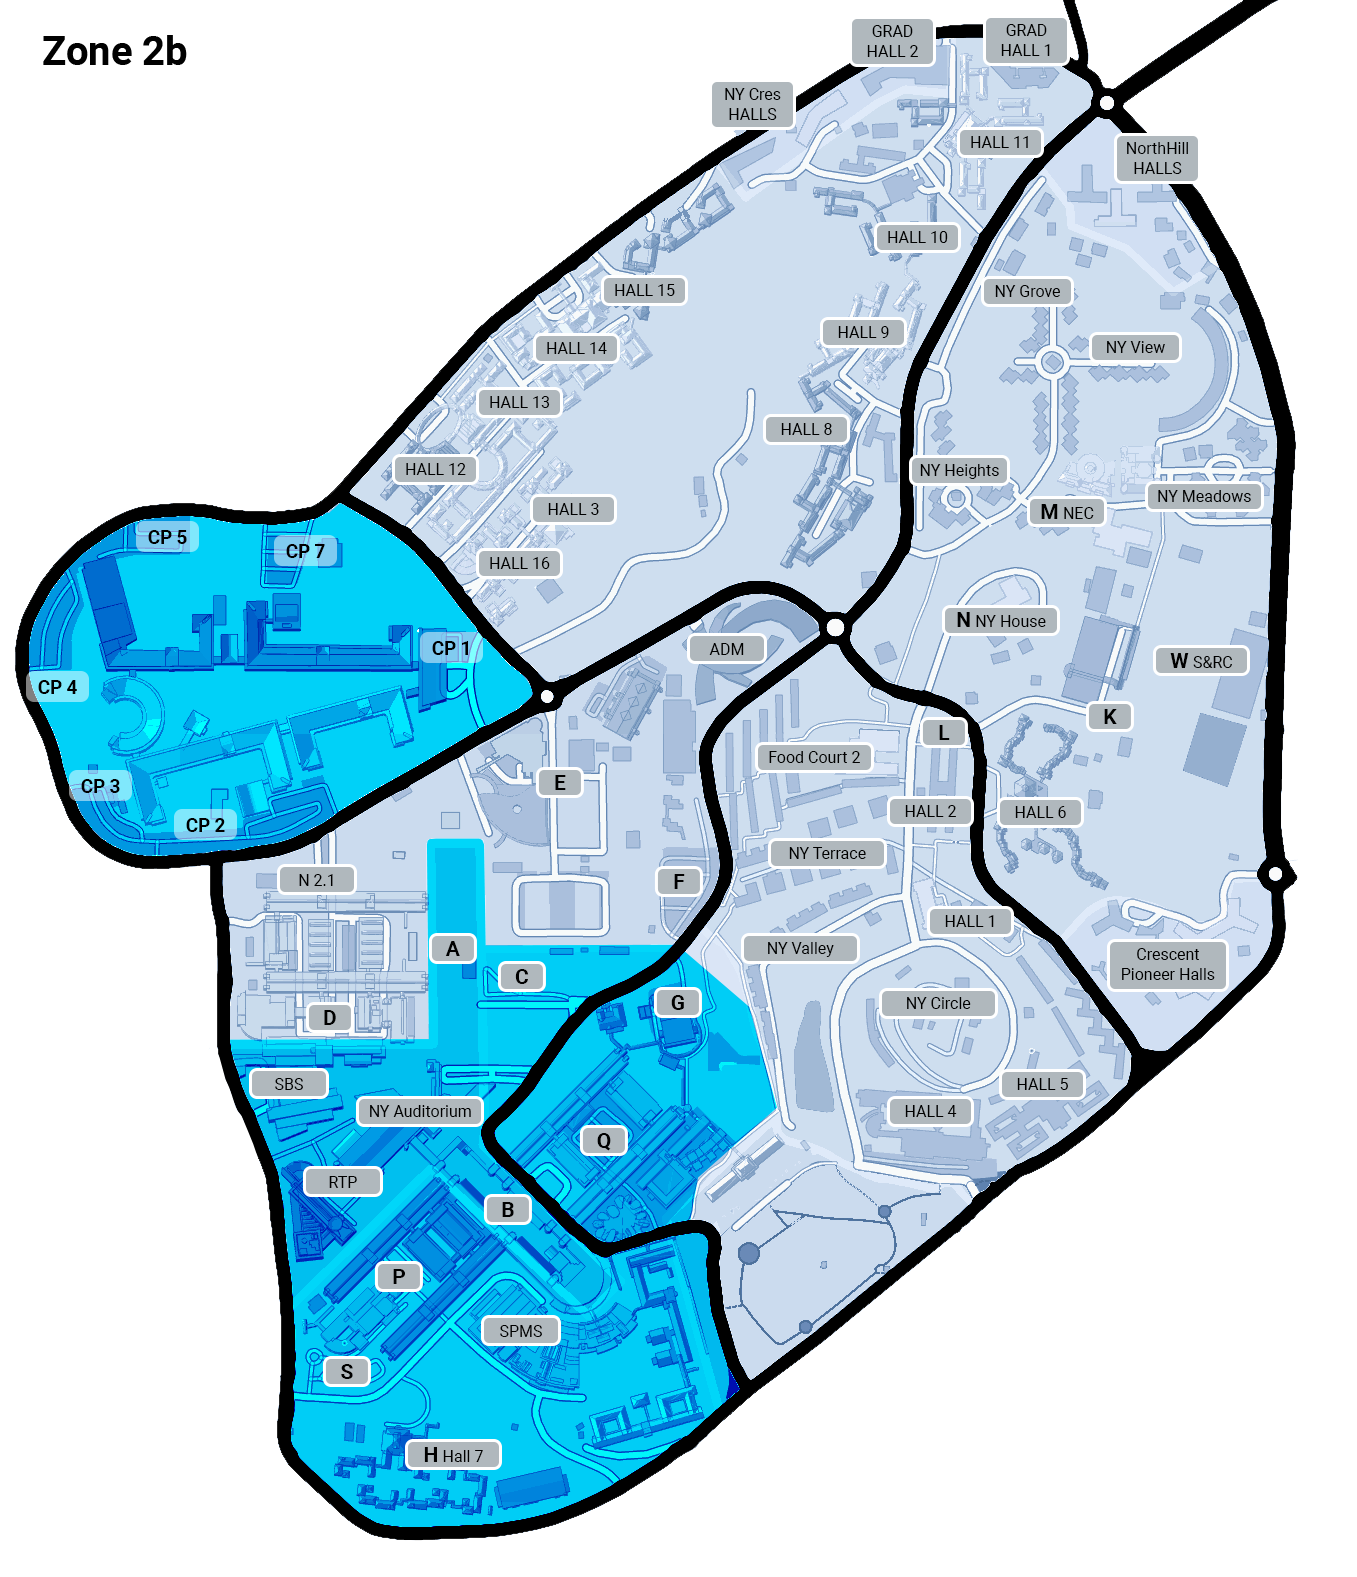 Zone 2b
GRAD
HALL 2
GRAD
HALL 1
NY Cres
HALLS
HALL 11
NorthHill
HALLS
HALL 10
HALL 15
NY Grove
HALL 9
HALL 14
NY View
HALL 13
HALL 8
HALL 12
NY Heights
NY Meadows
HALL 3
M NEC
CP 5
CP 7
HALL 16
N NY House
CP 1
ADM
W S&RC
CP 4
K
L
Food Court 2
E
CP 3
HALL 2
HALL 6
CP 2
NY Terrace
N 2.1
F
HALL 1
A
NY Valley
Crescent
Pioneer Halls
C
G
NY Circle
D
SBS
HALL 5
NY Auditorium
HALL 4
Q
RTP
B
P
SPMS
S
H Hall 7